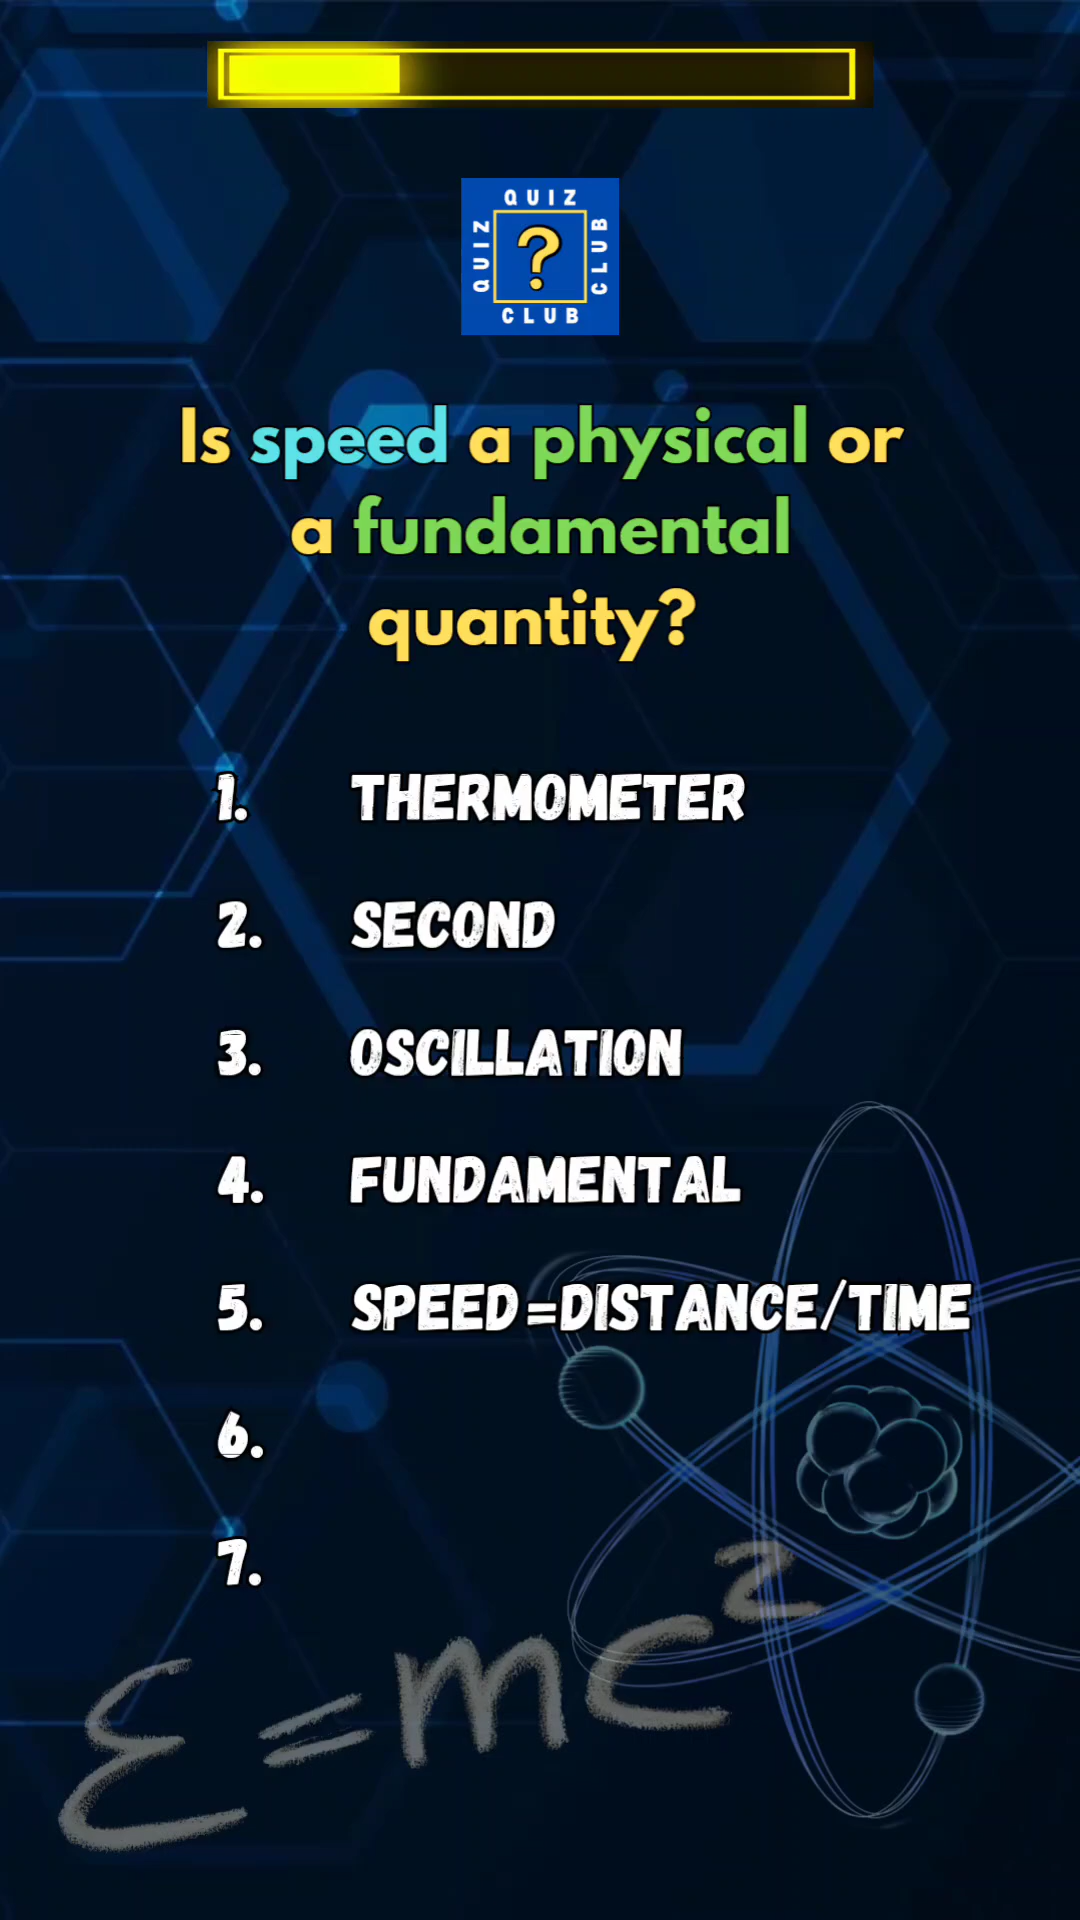 QUIZ
QUIZ
?
CLUB
CLUB
Is speed a physical or
a fundamental
quantity?
1. THERMOMETER
2. SECOND
3. OSCILLATION
4. FUNDAMENTAL
5. SPEED=DISTANCE/TIME
6.
7.
E=mc²